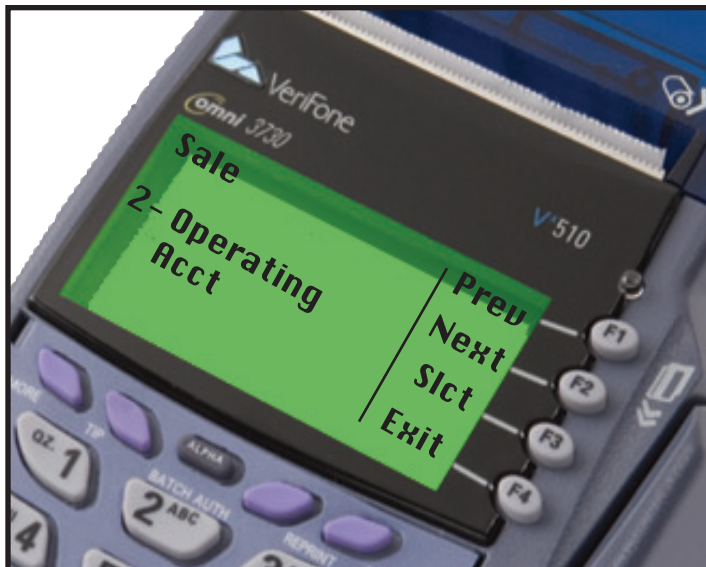 VeriFone
Omni 3730
Vx510
Sale
2- Operating
Acct
Prev
Next
Slct
Exit
F1
F2
F3
F4
MORE
TIP
ALPHA
QZ. 1
BATCH AUTH
2 ABC
REPRINT
4